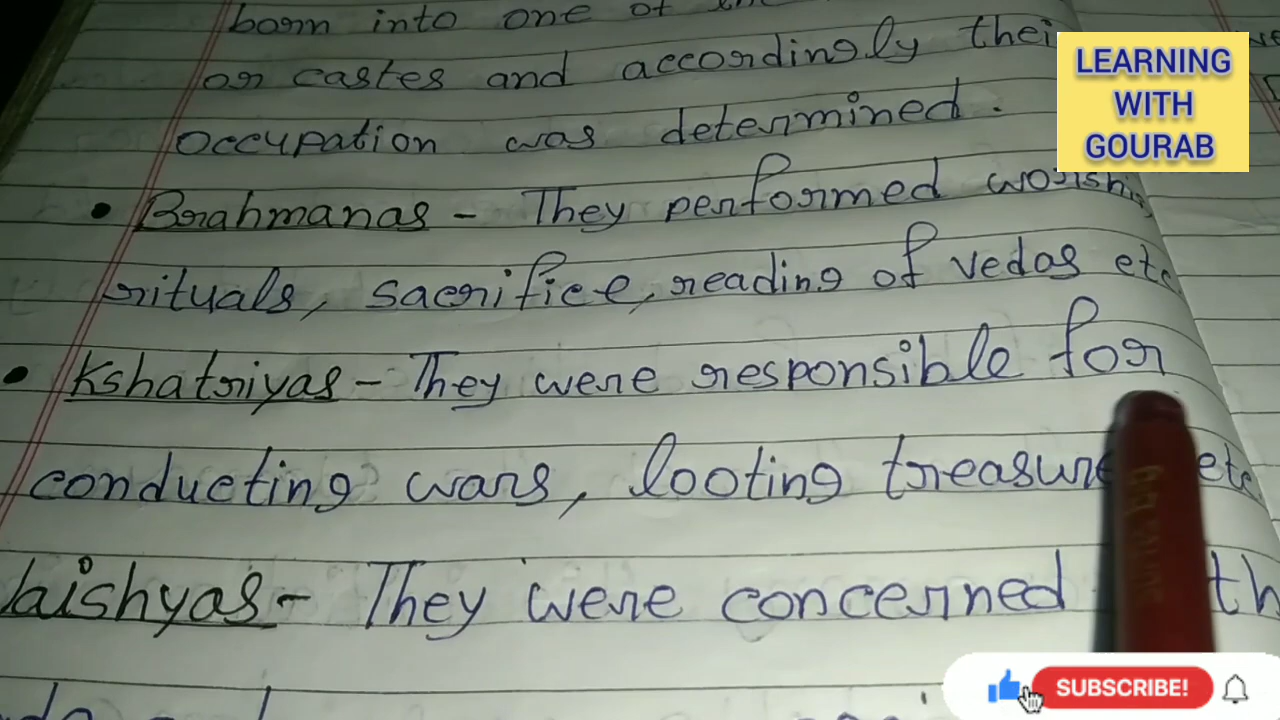 born into one of
or castes and accordingly thei
occupation was determined.
• Brahmanas - They performed worship
rituals, sacrifice, reading of vedas etc
• Kshatriyas - They were responsible for
conducting wars, looting treasure etc
aishyas - They were concerned th
LEARNING
WITH
GOURAB
SUBSCRIBE!